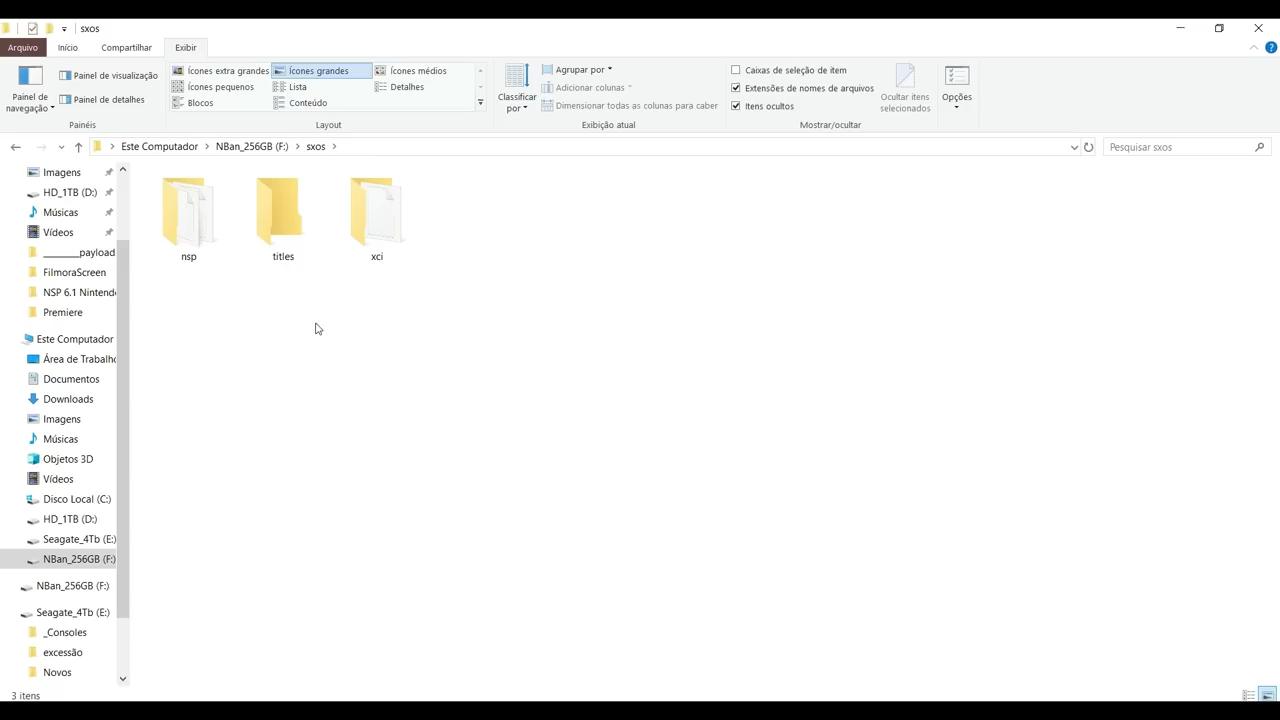 sxos
Arquivo Início Compartilhar Exibir
Painel de navegação
Painel de visualização
Painel de detalhes
Painéis
Ícones extra grandes Ícones grandes Ícones médios
Ícones pequenos Lista Detalhes
Blocos Conteúdo
Layout
Classificar por
Agrupar por
Adicionar colunas
Dimensionar todas as colunas para caber
Exibição atual
Caixas de seleção de item
Extensões de nomes de arquivos
Itens ocultos
Ocultar itens selecionados
Mostrar/ocultar
Opções
Este Computador NBan_256GB (F:) sxos
Pesquisar sxos
Imagens
HD_1TB (D:)
Músicas
Vídeos
________payload
FilmoraScreen
NSP 6.1 Nintend
Premiere
Este Computador
Área de Trabalho
Documentos
Downloads
Imagens
Músicas
Objetos 3D
Vídeos
Disco Local (C:)
HD_1TB (D:)
Seagate_4Tb (E:)
NBan_256GB (F:)
NBan_256GB (F:)
Seagate_4Tb (E:)
_Consoles
excessão
Novos
nsp titles xci
3 itens